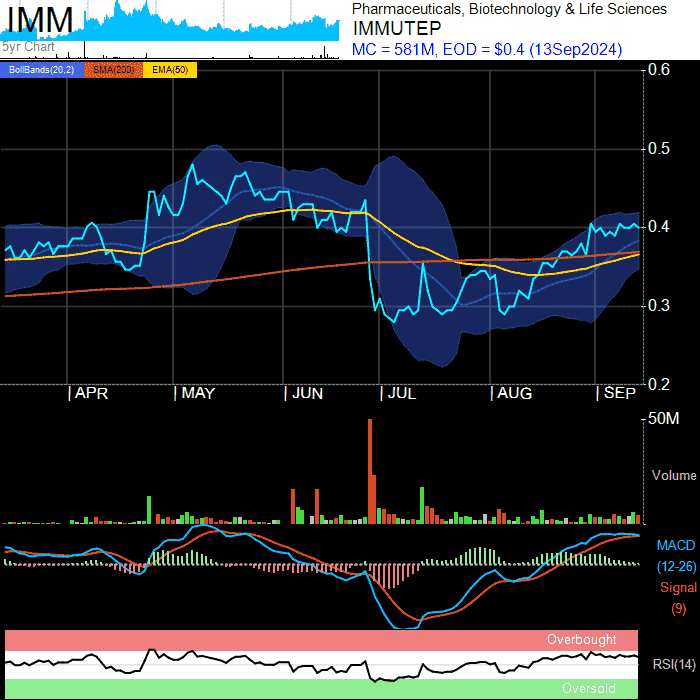 IMM
5yr Chart
Pharmaceuticals, Biotechnology & Life Sciences
IMMUTEP
MC = 581M, EOD = $0.4 (13Sep2024)
BollBands(20,2) SMA(200) EMA(50)
0.6
0.5
0.4
0.3
0.2
APR MAY JUN JUL AUG SEP
50M
Volume
MACD
(12-26)
Signal
(9)
Overbought
RSI(14)
Oversold